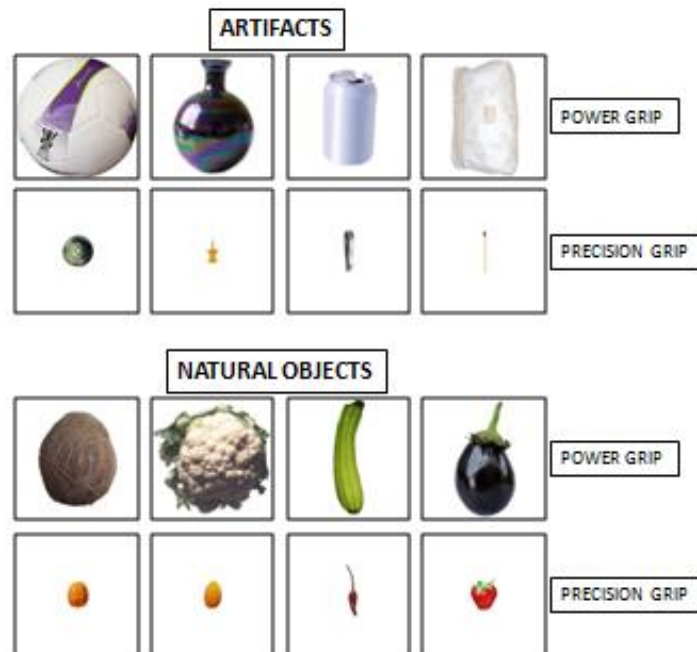 ARTIFACTS
POWER GRIP
PRECISION GRIP
NATURAL OBJECTS
POWER GRIP
PRECISION GRIP